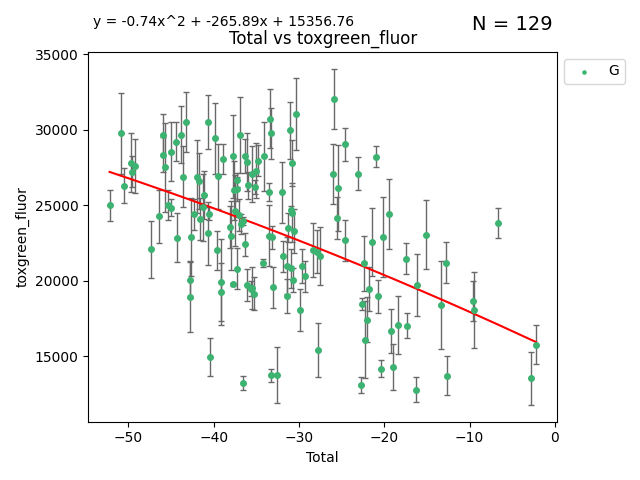 y = -0.74x^2 + -265.89x + 15356.76
N = 129
Total vs toxgreen_fluor
G
35000
30000
25000
20000
15000
toxgreen_fluor
−50 −40 −30 −20 −10 0
Total